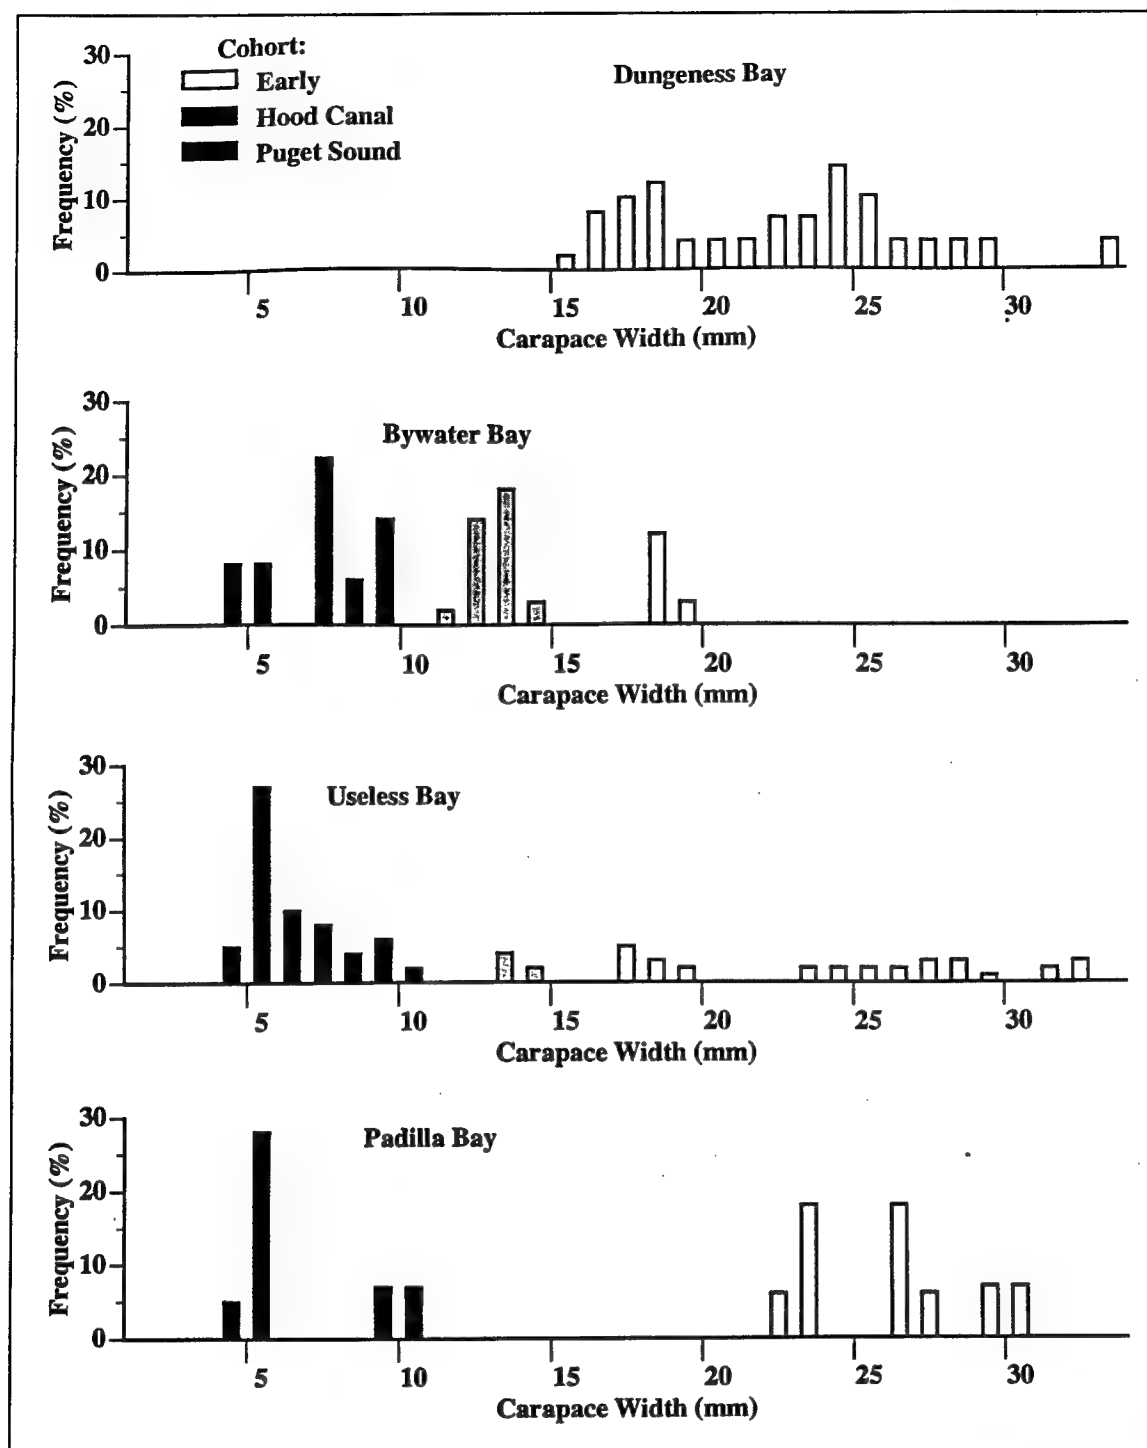 Cohort:
Early
Hood Canal
Puget Sound
Dungeness Bay
Frequency (%)
30
20
10
0
5 10 15 20 25 30
Carapace Width (mm)
Bywater Bay
Frequency (%)
30
20
10
0
5 10 15 20 25 30
Carapace Width (mm)
Useless Bay
Frequency (%)
30
20
10
0
5 10 15 20 25 30
Carapace Width (mm)
Padilla Bay
Frequency (%)
30
20
10
0
5 10 15 20 25 30
Carapace Width (mm)